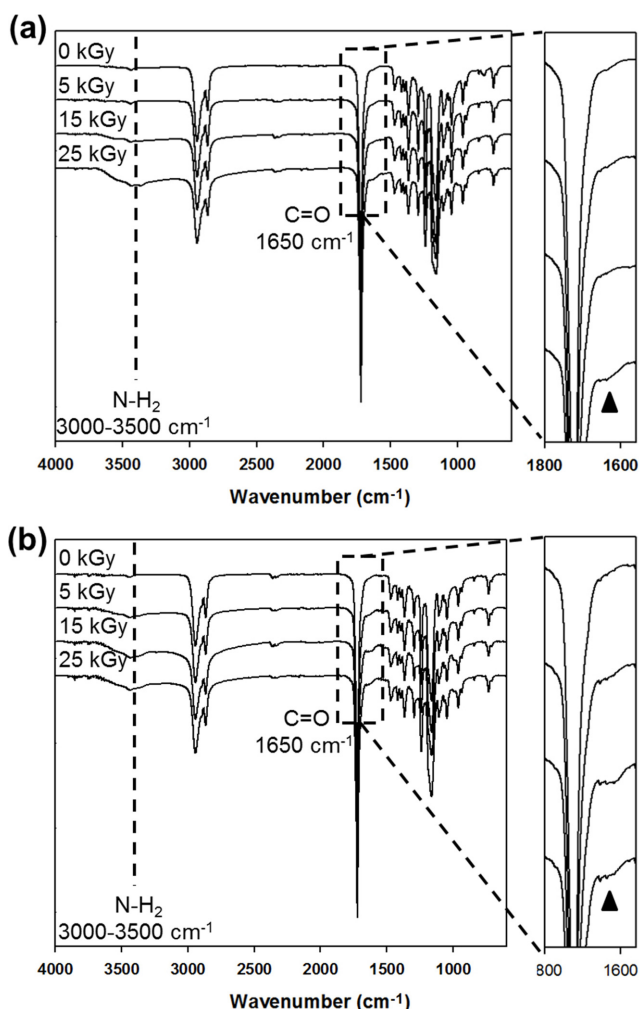 (a)
0 kGy
5 kGy
15 kGy
25 kGy
C=O
1650 cm-1
N-H2
3000-3500 cm-1
4000 3500 3000 2500 2000 1500 1000
1800 1600
Wavenumber (cm-1)
(b)
0 kGy
5 kGy
15 kGy
25 kGy
C=O
1650 cm-1
N-H2
3000-3500 cm-1
4000 3500 3000 2500 2000 1500 1000
800 1600
Wavenumber (cm-1)